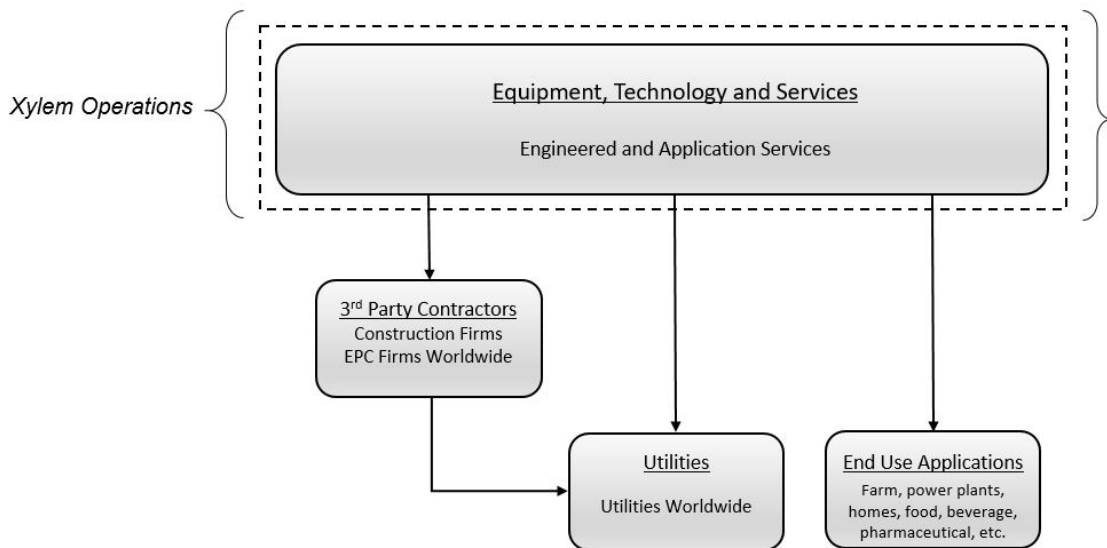 Equipment, Technology and Services
Xylem Operations
Engineered and Application Services
3rd Party Contractors
Construction Firms
EPC Firms Worldwide
Utilities
Utilities Worldwide
End Use Applications
Farm, power plants,
homes, food, beverage,
pharmaceutical, etc.